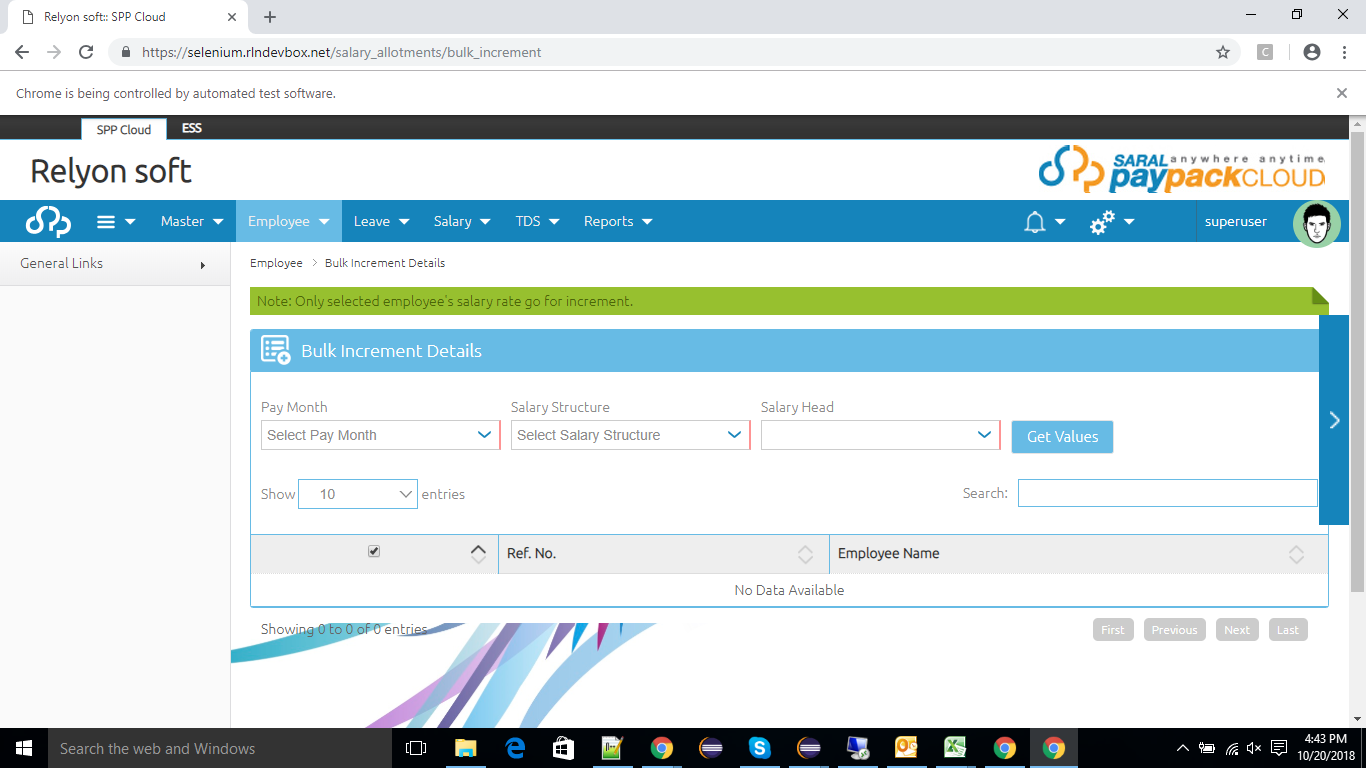 Relyon soft:: SPP Cloud
https://selenium.rlndevbox.net/salary_allotments/bulk_increment
C
Chrome is being controlled by automated test software.
SPP Cloud ESS
Relyon soft
SARAL anywhere anytime
paypackCLOUD
Master Employee Leave Salary TDS Reports superuser
General Links
Employee > Bulk Increment Details
Note: Only selected employee's salary rate go for increment.
Bulk Increment Details
Pay Month Salary Structure Salary Head
Select Pay Month Select Salary Structure Get Values
Show 10 entries Search:
Ref. No. Employee Name
No Data Available
Showing 0 to 0 of 0 entries First Previous Next Last
Search the web and Windows
4:43 PM
10/20/2018